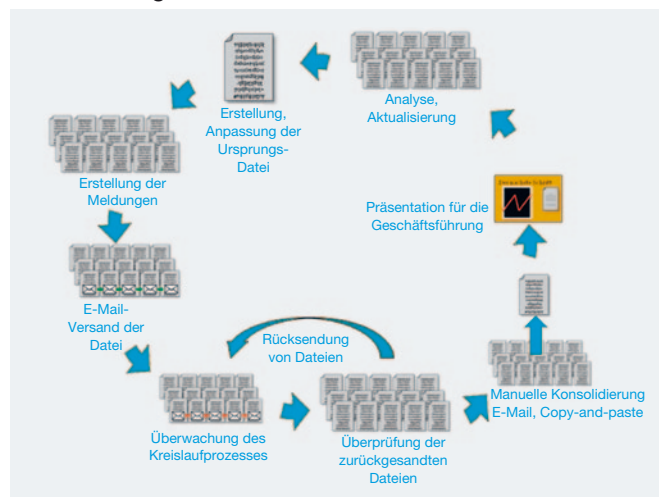 Erstellung,
Anpassung der
Ursprungs-
Datei
Analyse,
Aktualisierung
Erstellung der
Meldungen
Präsentation für die
Geschäftsführung
E-Mail-
Versand der
Datei
Rücksendung
von Dateien
Manuelle Konsolidierung
E-Mail, Copy-and-paste
Überwachung des
Kreislaufprozesses
Überprüfung der
zurückgesandten
Dateien